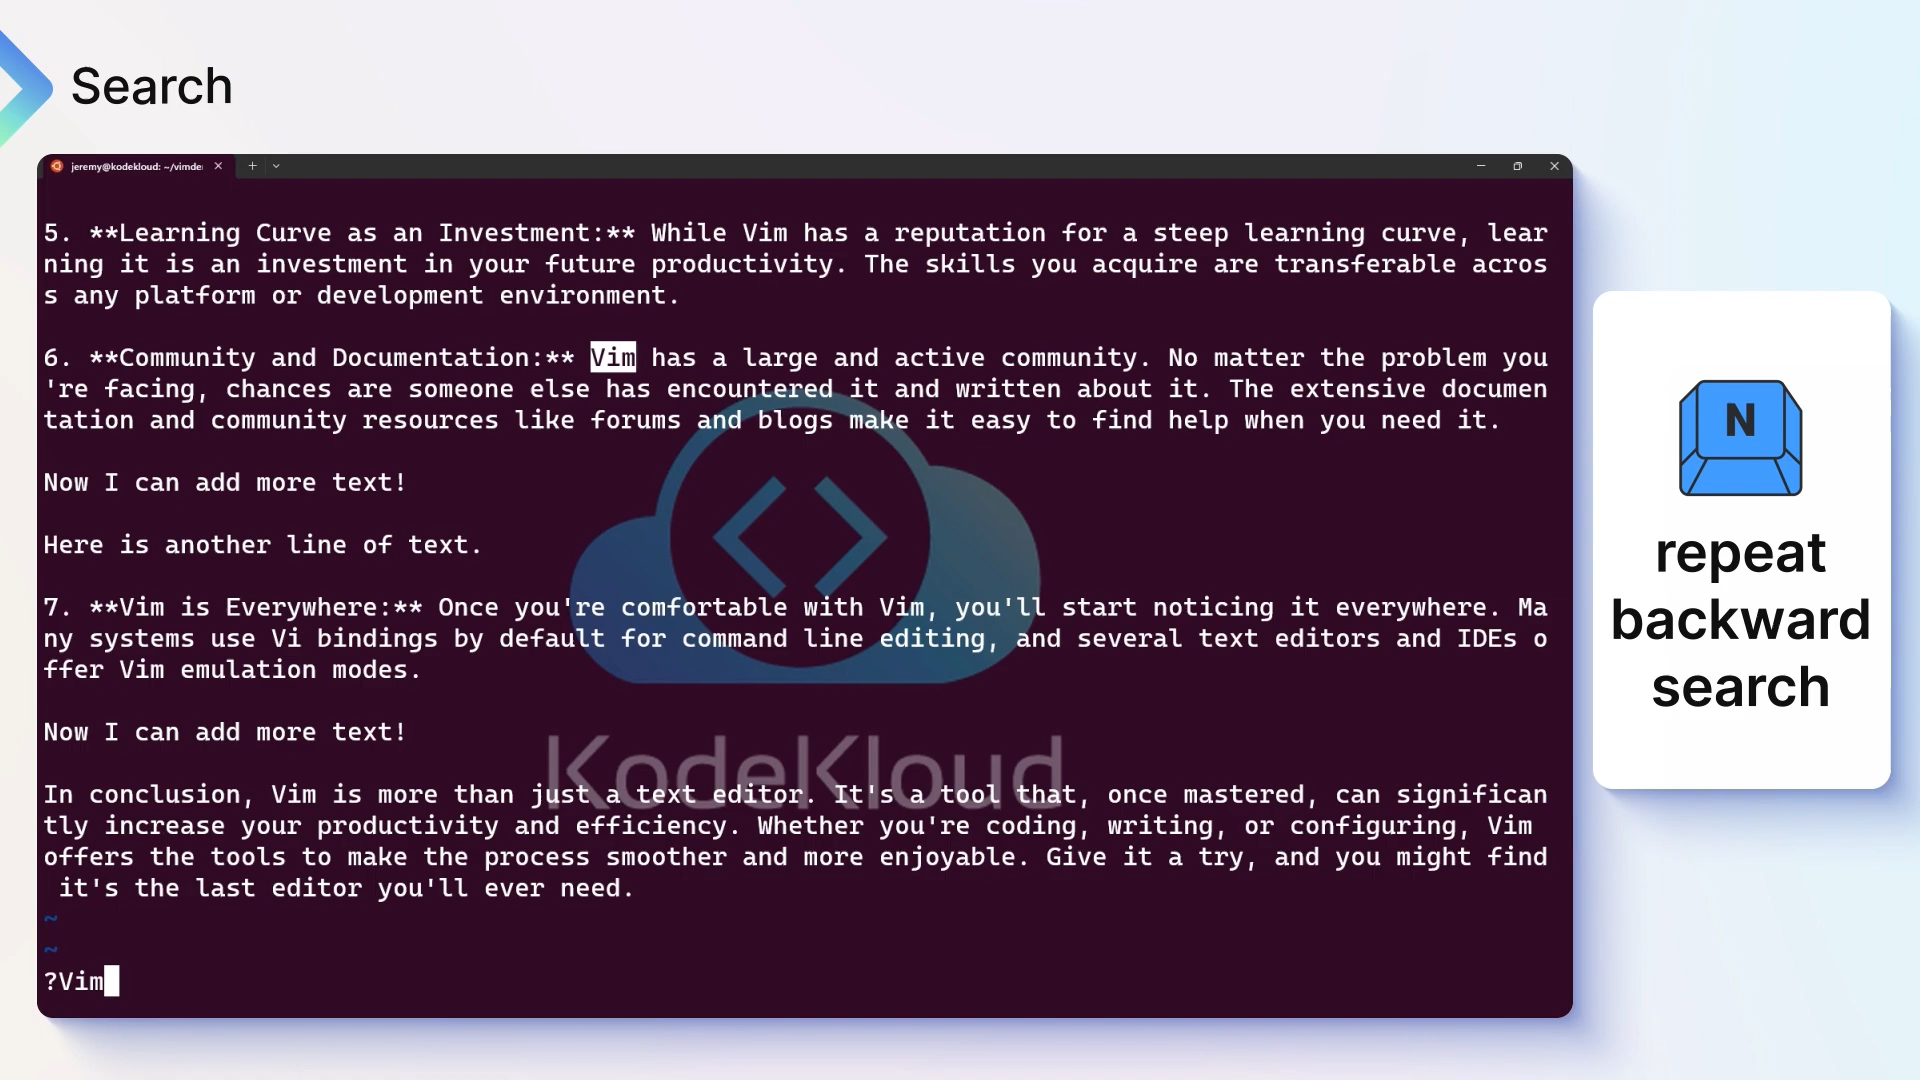 Search
jeremy@kodekloud: ~/vimde
5. **Learning Curve as an Investment:** While Vim has a reputation for a steep learning curve, lear
ning it is an investment in your future productivity. The skills you acquire are transferable acros
s any platform or development environment.
6. **Community and Documentation:** Vim has a large and active community. No matter the problem you
're facing, chances are someone else has encountered it and written about it. The extensive documen
tation and community resources like forums and blogs make it easy to find help when you need it.
Now I can add more text!
Here is another line of text.
7. **Vim is Everywhere:** Once you're comfortable with Vim, you'll start noticing it everywhere. Ma
ny systems use Vi bindings by default for command line editing, and several text editors and IDEs o
ffer Vim emulation modes.
Now I can add more text!
KodeKloud
In conclusion, Vim is more than just a text editor. It's a tool that, once mastered, can significan
tly increase your productivity and efficiency. Whether you're coding, writing, or configuring, Vim
offers the tools to make the process smoother and more enjoyable. Give it a try, and you might find
it's the last editor you'll ever need.
~
~
?Vim
N
repeat
backward
search